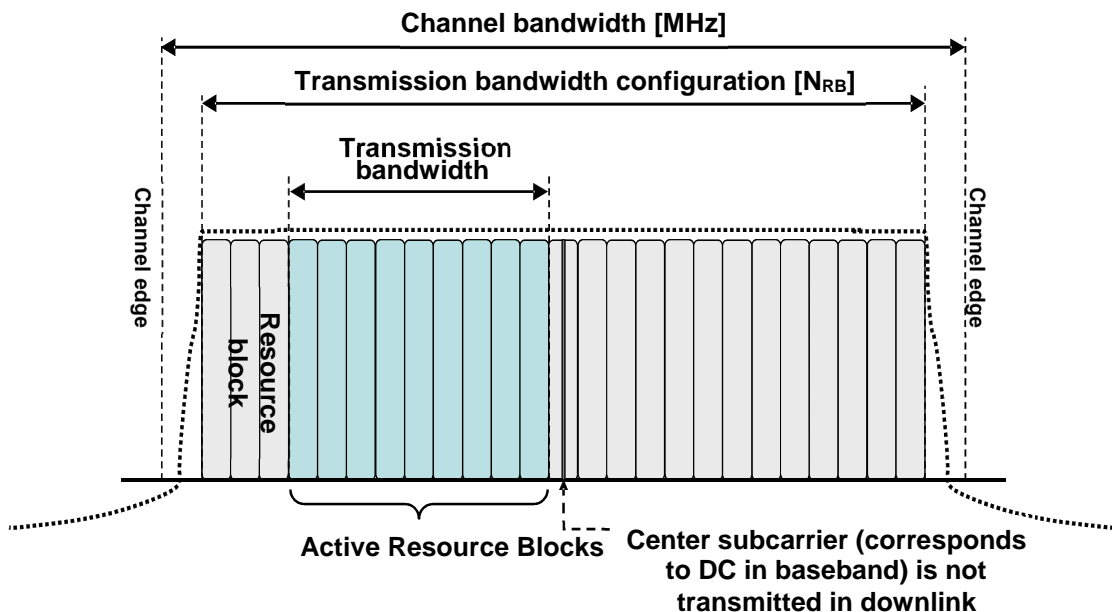 Channel bandwidth [MHz]
Transmission bandwidth configuration [NRB]
Transmission
bandwidth
Channel edge
Channel edge
Resource
block
Active Resource Blocks
Center subcarrier (corresponds
to DC in baseband) is not
transmitted in downlink